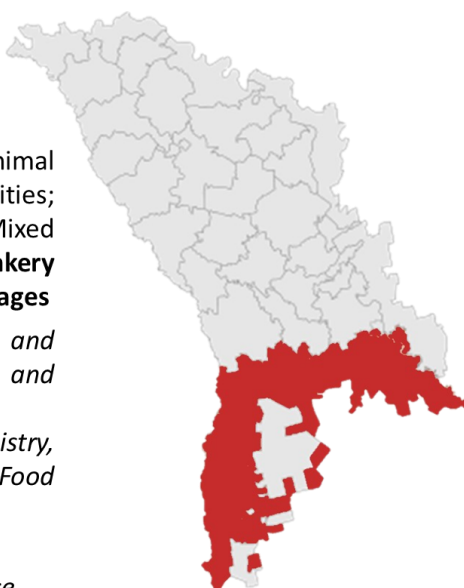 nimal
ities;
Mixed
akery
ages
and
and
istry,
Food